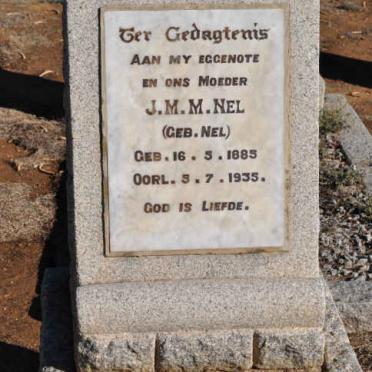 Ter Gedagtenis
AAN MY EGGENOTE
EN ONS MOEDER
J.M.M. NEL
(GEB. NEL)
GEB. 16. 5. 1885
OORL. 5. 7. 1935.
GOD IS LIEFDE.